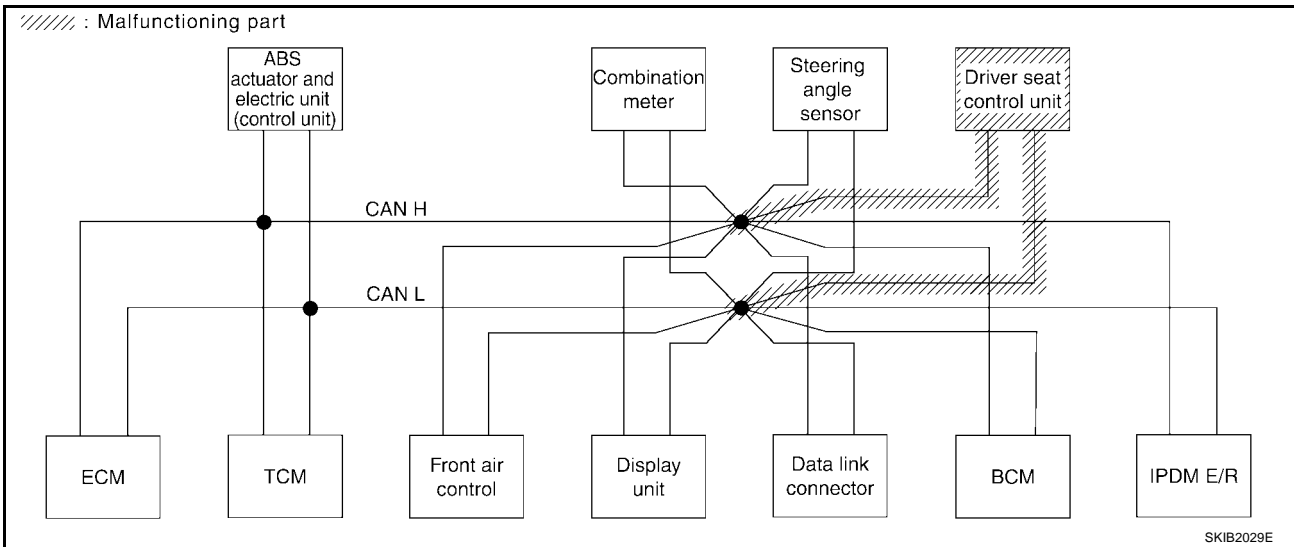 : Malfunctioning part
ABS
actuator and
electric unit
(control unit)
Combination
meter
Steering
angle
sensor
Driver seat
control unit
CAN H
CAN L
ECM
TCM
Front air
control
Display
unit
Data link
connector
BCM
IPDM E/R
SKIB2029E